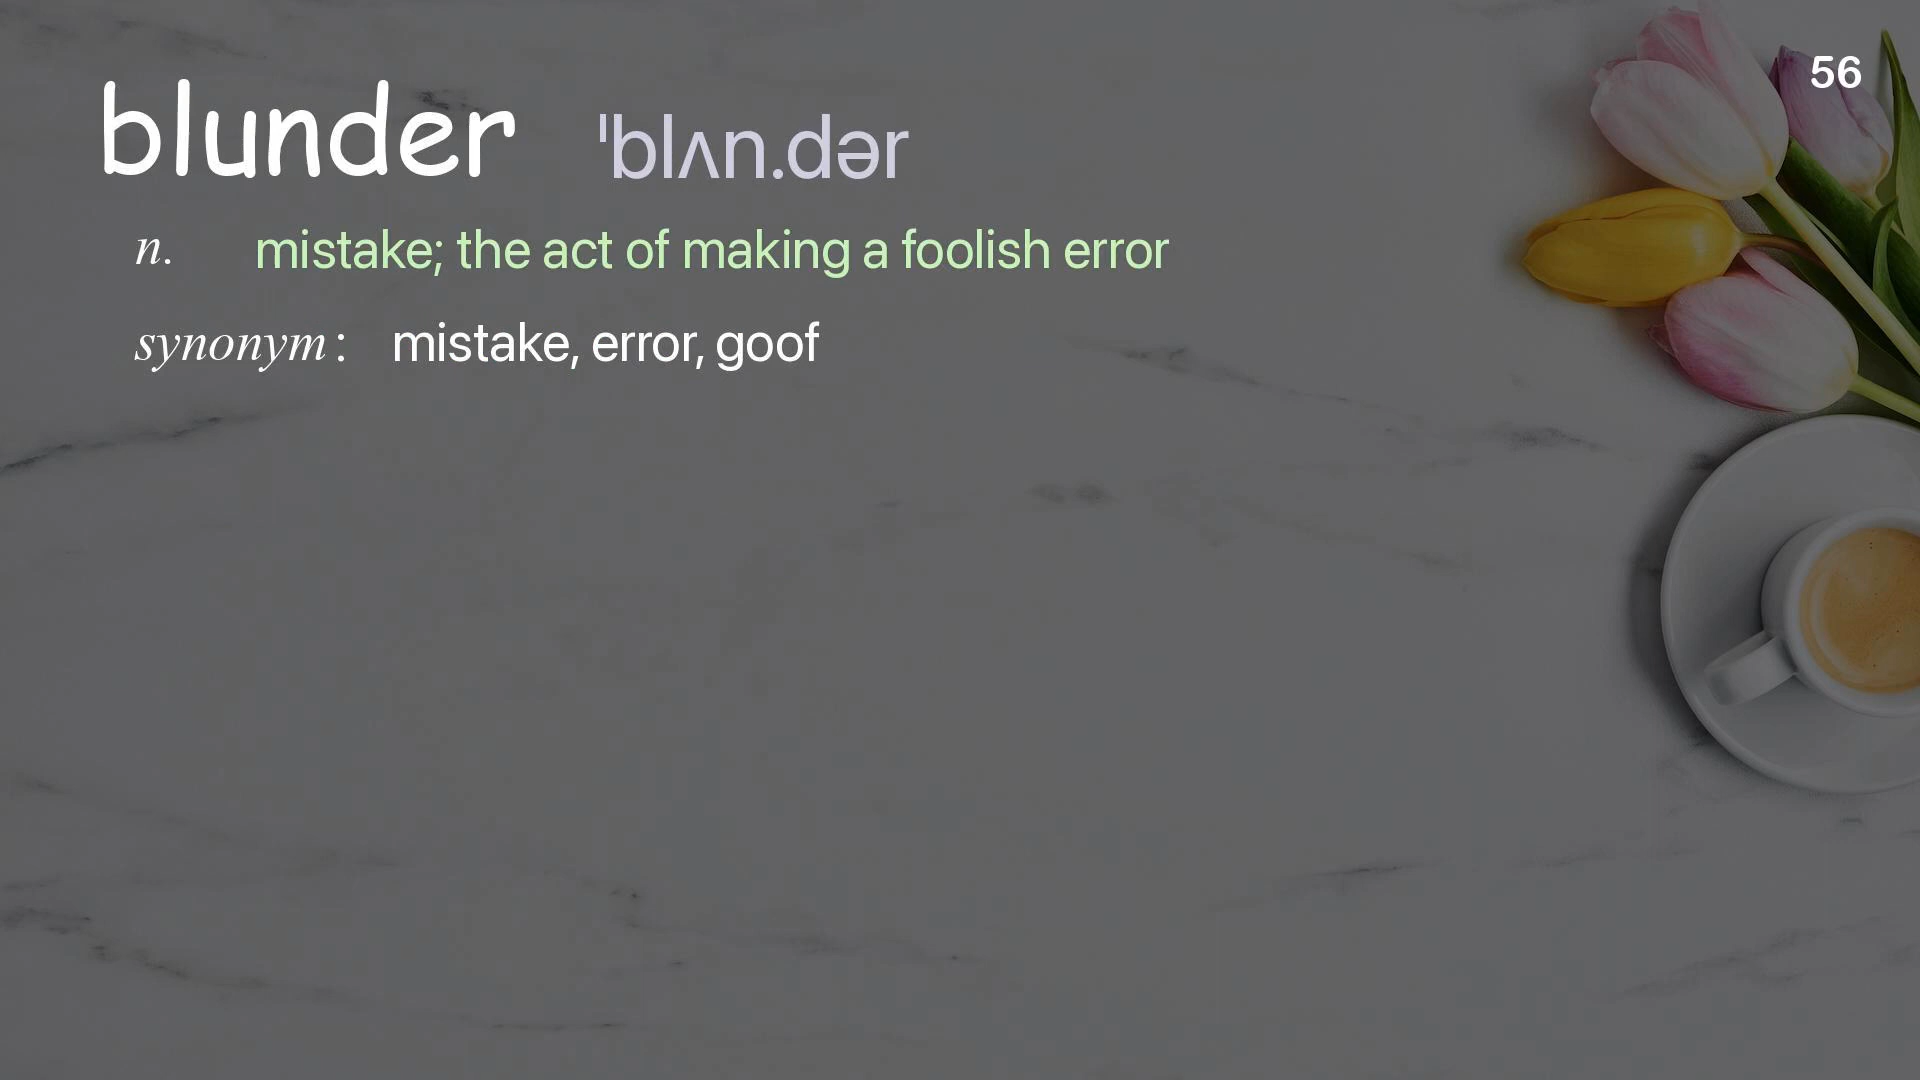 56
blunder ˈblʌn.dər
n. mistake; the act of making a foolish error
synonym: mistake, error, goof